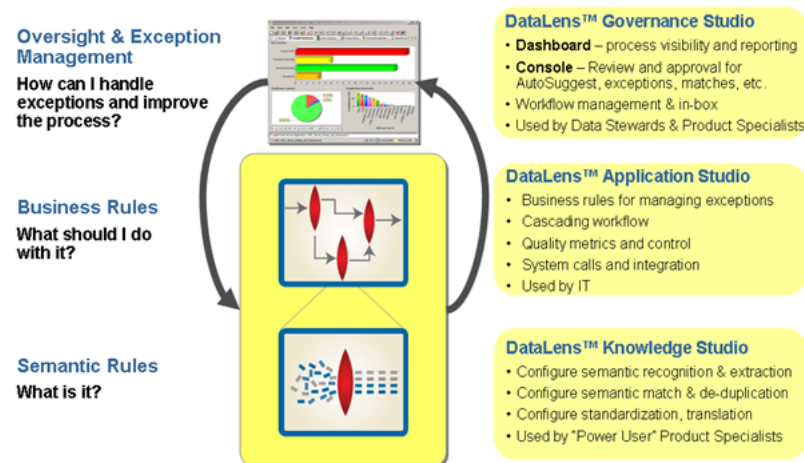 Oversight & Exception
Management
How can I handle
exceptions and improve
the process?
Business Rules
What should I do
with it?
Semantic Rules
What is it?
DataLens™ Governance Studio
• Dashboard – process visibility and reporting
• Console – Review and approval for
AutoSuggest, exceptions, matches, etc.
• Workflow management & in-box
• Used by Data Stewards & Product Specialists
DataLens™ Application Studio
• Business rules for managing exceptions
• Cascading workflow
• Quality metrics and control
• System calls and integration
• Used by IT
DataLens™ Knowledge Studio
• Configure semantic recognition & extraction
• Configure semantic match & de-duplication
• Configure standardization, translation
• Used by "Power User" Product Specialists